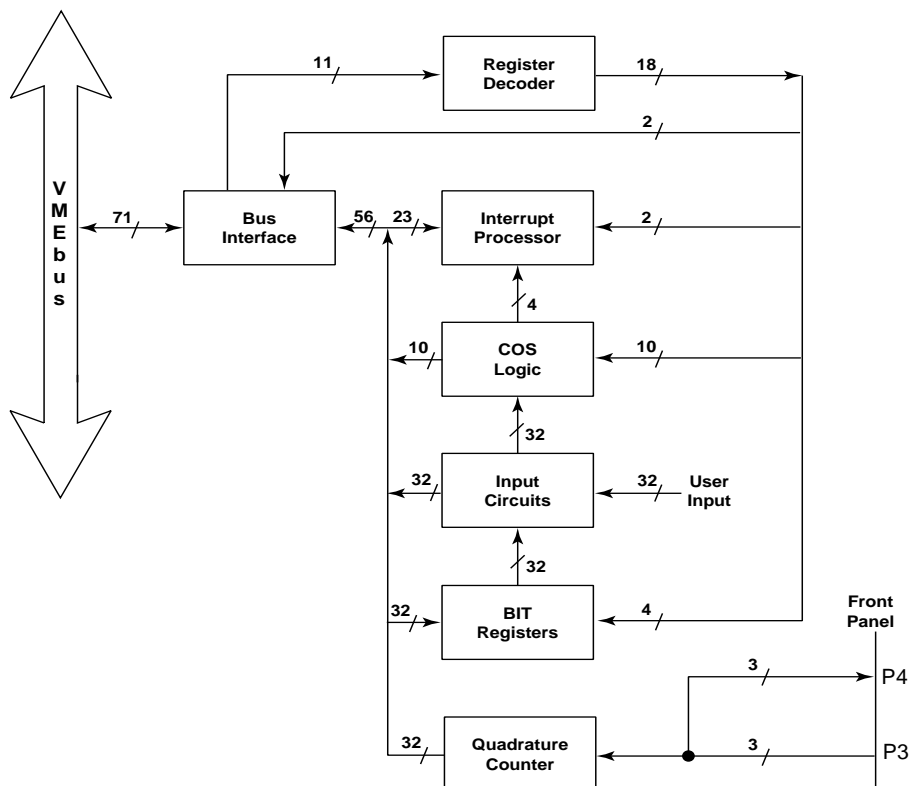 11
Register
Decoder
18
2
VMEbus
71
Bus
Interface
56
23
Interrupt
Processor
2
4
10
COS
Logic
10
32
32
Input
Circuits
32
User
Input
32
32
BIT
Registers
4
Front
Panel
3
P4
32
Quadrature
Counter
3
P3